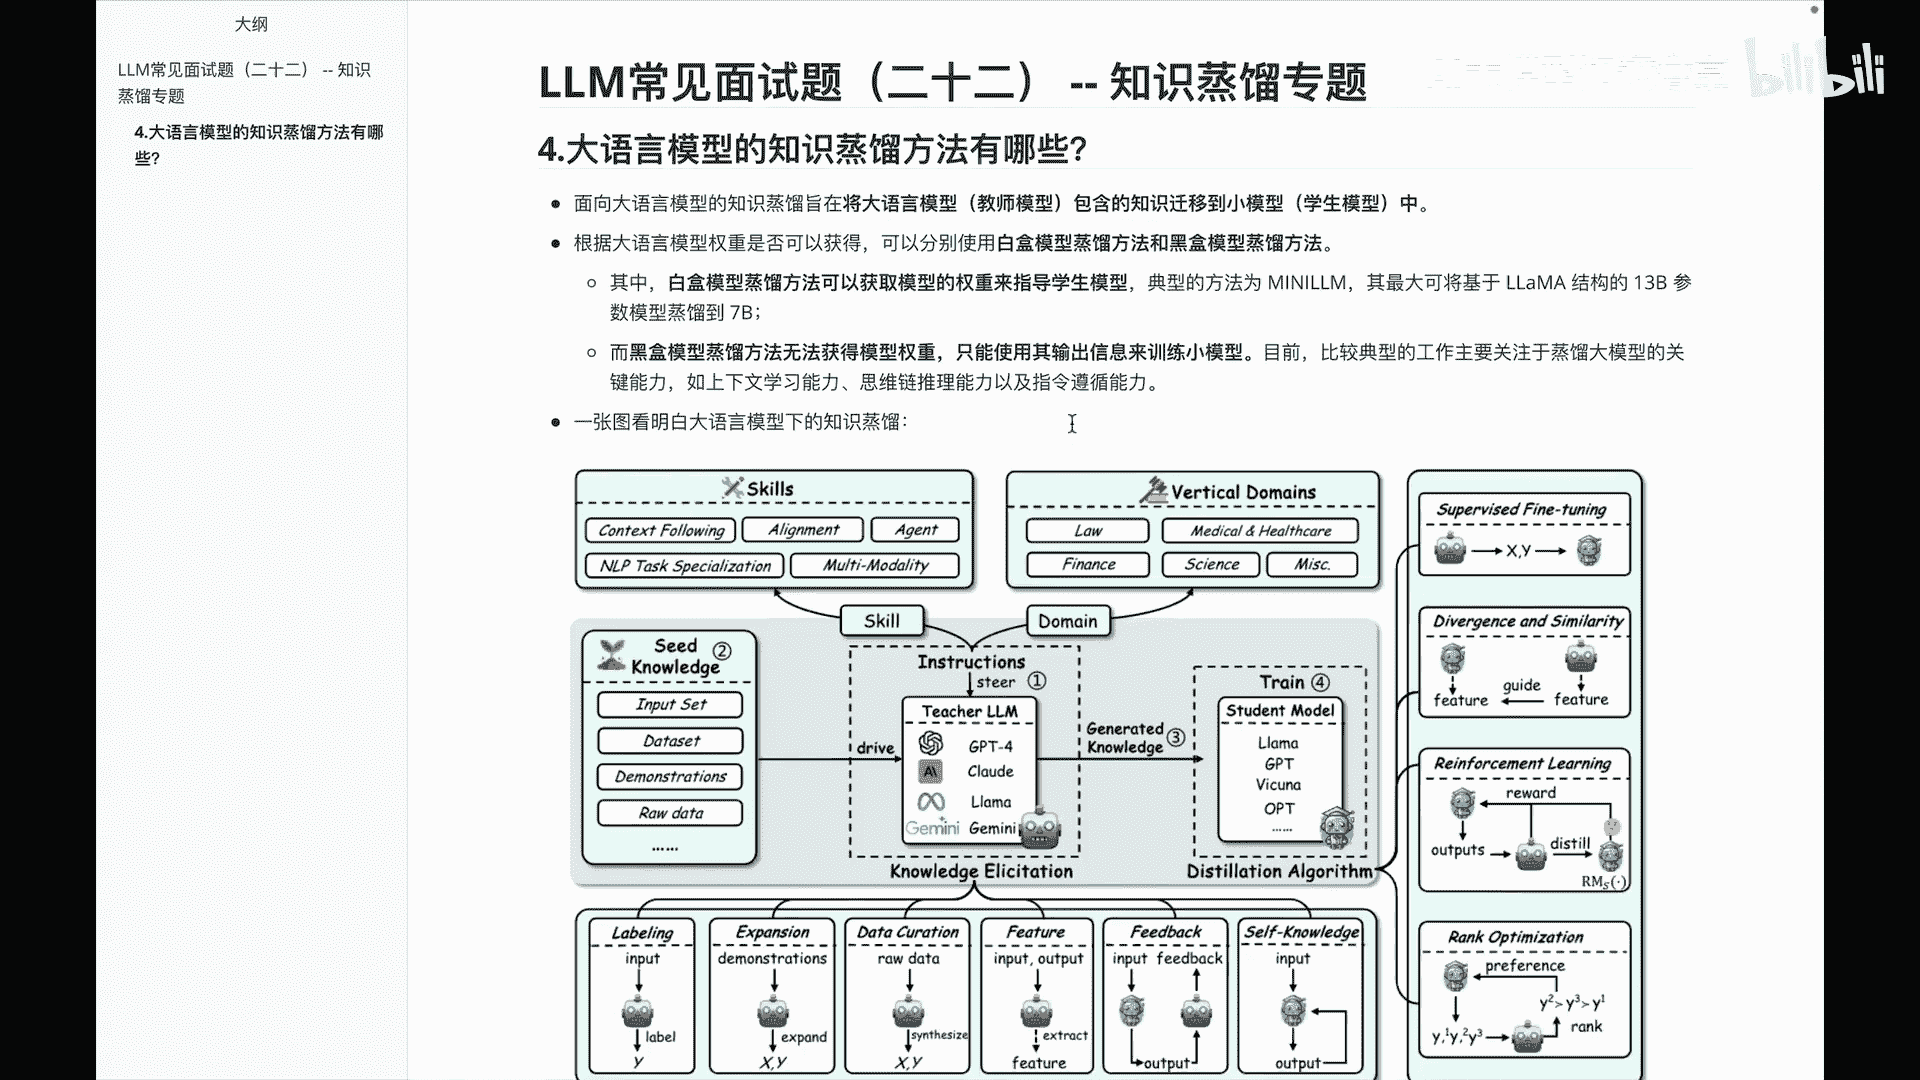 大纲
LLM常见面试题（二十二） -- 知识
蒸馏专题
4.大语言模型的知识蒸馏方法有哪
些?
LLM常见面试题（二十二） -- 知识蒸馏专题
bilibili
4.大语言模型的知识蒸馏方法有哪些?
面向大语言模型的知识蒸馏旨在将大语言模型（教师模型）包含的知识迁移到小模型（学生模型）中。
根据大语言模型权重是否可以获得，可以分别使用白盒模型蒸馏方法和黑盒模型蒸馏方法。
其中，白盒模型蒸馏方法可以获取模型的权重来指导学生模型，典型的方法为 MINILLM，其最大可将基于 LLaMA 结构的 13B 参
数模型蒸馏到 7B；
而黑盒模型蒸馏方法无法获得模型权重，只能使用其输出信息来训练小模型。目前，比较典型的工作主要关注于蒸馏大模型的关
键能力，如上下文学习能力、思维链推理能力以及指令遵循能力。
一张图看明白大语言模型下的知识蒸馏：
Skills
Context Following Alignment Agent
NLP Task Specialization Multi-Modality
Vertical Domains
Law Medical & Healthcare
Finance Science Misc.
Skill
Domain
Seed
Knowledge ②
Input Set
Dataset
Demonstrations
Raw data
......
drive
Instructions
steer ①
Teacher LLM
GPT-4
Claude
Llama
Gemini Gemini
Knowledge Elicitation
Generated
Knowledge ③
Train ④
Student Model
Llama
GPT
Vicuna
OPT
......
Distillation Algorithm
Supervised Fine-tuning
X,Y
Divergence and Similarity
guide
feature feature
Reinforcement Learning
reward
outputs distill
RM_S(·)
Rank Optimization
preference
y²≻y³≻y¹
rank
y,¹y,²y³
Labeling
input
label
Y
Expansion
demonstrations
expand
X,Y
Data Curation
raw data
synthesize
X,Y
Feature
input, output
extract
feature
Feedback
input feedback
output
Self-Knowledge
input
output